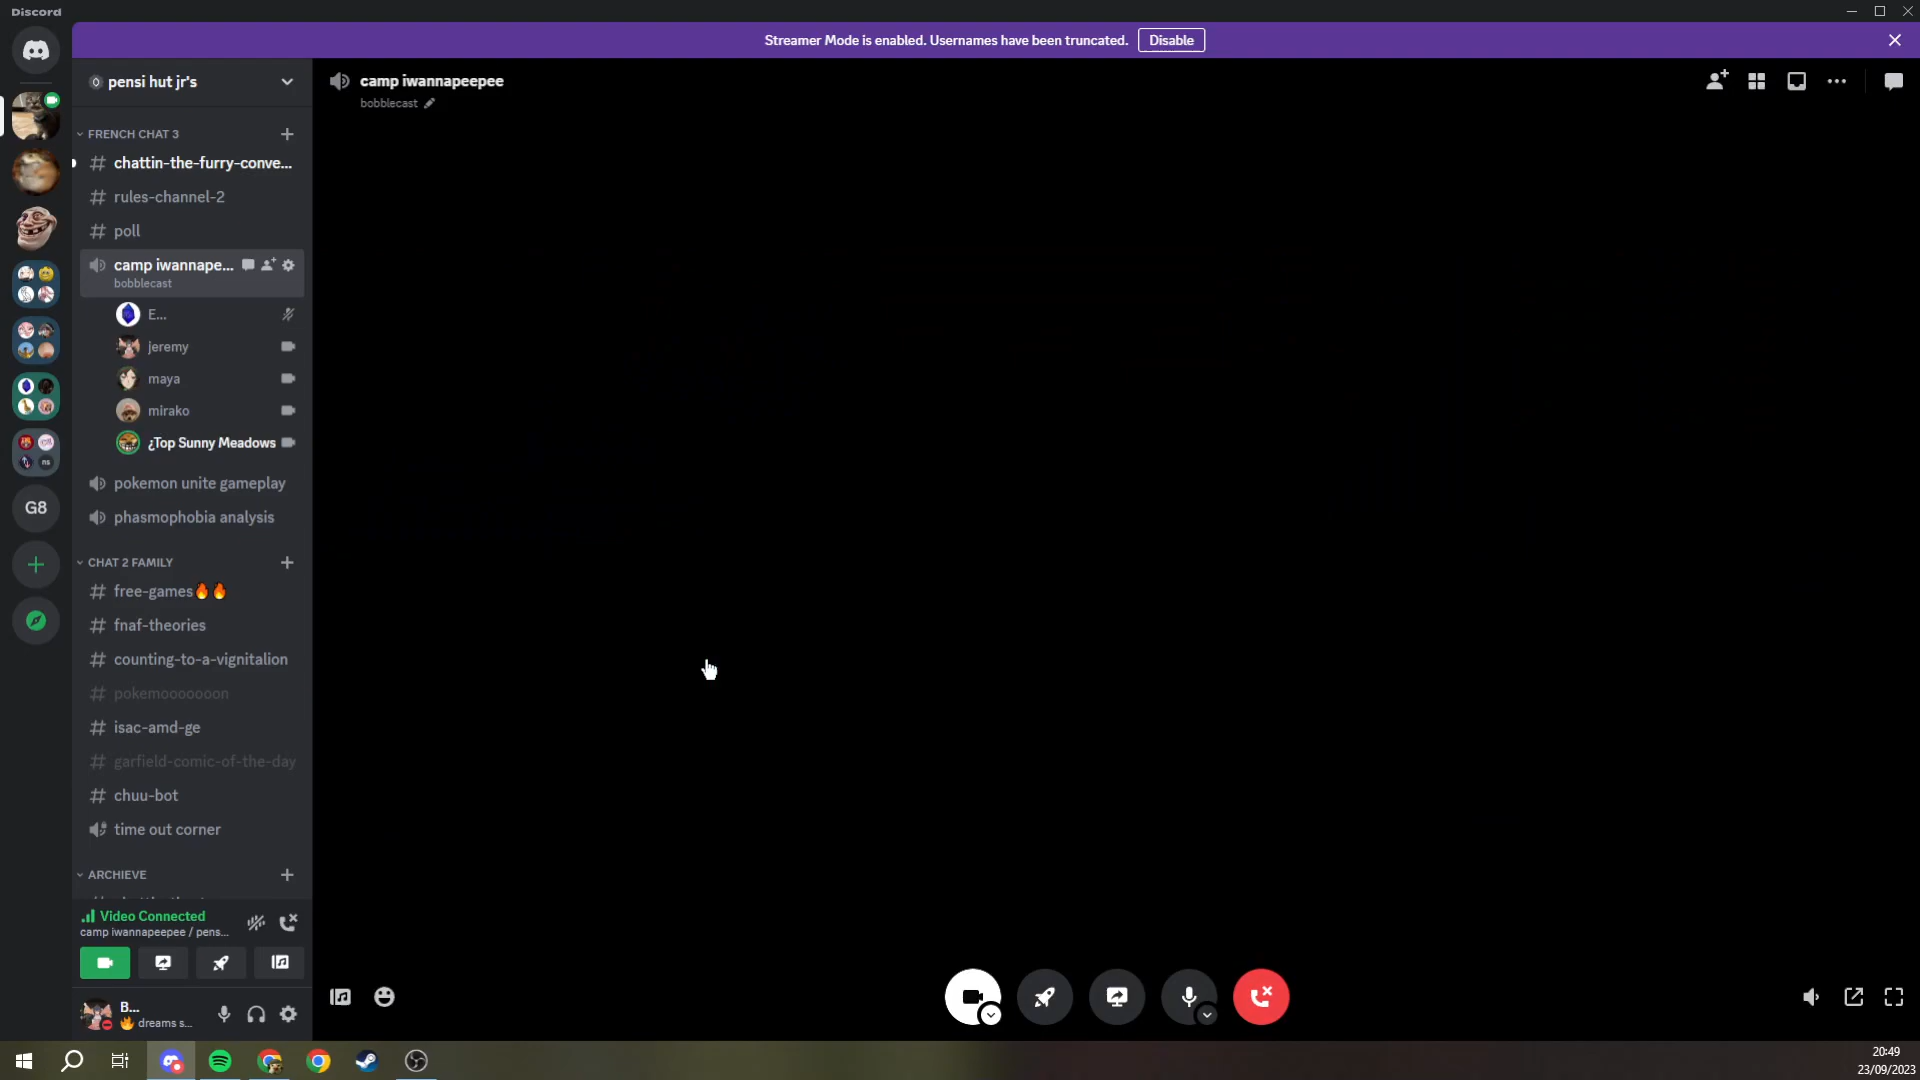 Discord
Streamer Mode is enabled. Usernames have been truncated.
Disable
pensi hut jr's
camp iwannapeepee
bobblecast
FRENCH CHAT 3
chattin-the-furry-conve...
rules-channel-2
poll
camp iwannape...
bobblecast
E...
jeremy
maya
mirako
¿Top Sunny Meadows
pokemon unite gameplay
phasmophobia analysis
G8
CHAT 2 FAMILY
free-games🔥🔥
fnaf-theories
counting-to-a-vignitalion
pokemooooooon
isac-amd-ge
garfield-comic-of-the-day
chuu-bot
time out corner
ARCHIEVE
Video Connected
camp iwannapeepee / pens...
B...
🔥 dreams s...
20:49
23/09/2023